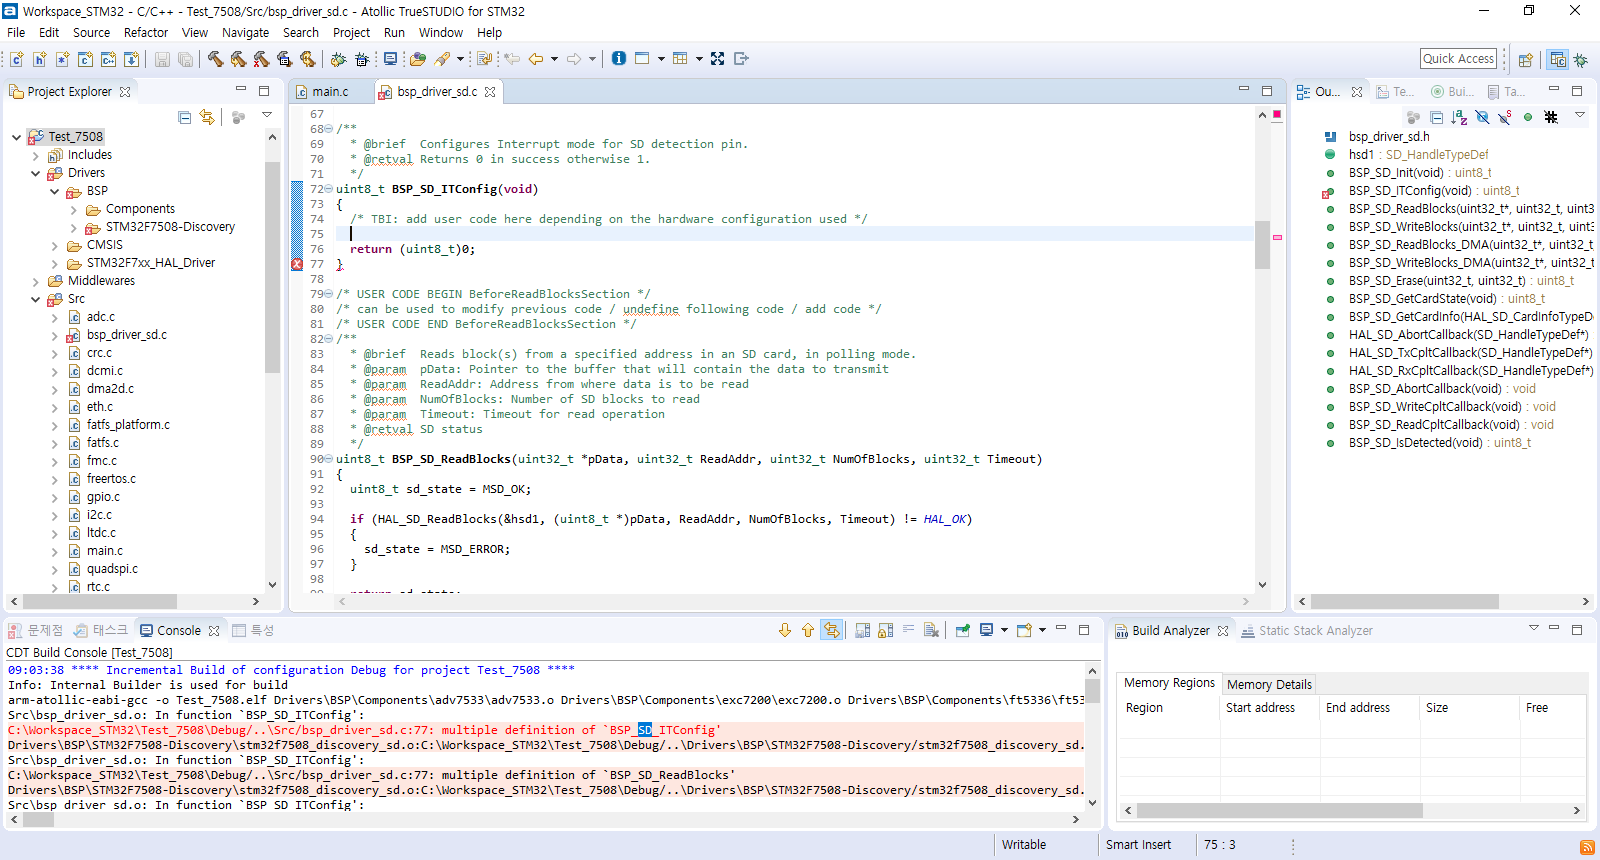 Workspace_STM32 - C/C++ - Test_7508/Src/bsp_driver_sd.c - Atollic TrueSTUDIO for STM32
File Edit Source Refactor View Navigate Search Project Run Window Help
Quick Access
Project Explorer
Test_7508
Includes
Drivers
BSP
Components
STM32F7508-Discovery
CMSIS
STM32F7xx_HAL_Driver
Middlewares
Src
adc.c
bsp_driver_sd.c
crc.c
dcmi.c
dma2d.c
eth.c
fatfs_platform.c
fatfs.c
fmc.c
freertos.c
gpio.c
i2c.c
ltdc.c
main.c
quadspi.c
rtc.c
main.c bsp_driver_sd.c
67
68 /**
69 * @brief Configures Interrupt mode for SD detection pin.
70 * @retval Returns 0 in success otherwise 1.
71 */
72 uint8_t BSP_SD_ITConfig(void)
73 {
74 /* TBI: add user code here depending on the hardware configuration used */
75
76 return (uint8_t)0;
77 }
78
79 /* USER CODE BEGIN BeforeReadBlocksSection */
80 /* can be used to modify previous code / undefine following code / add code */
81 /* USER CODE END BeforeReadBlocksSection */
82 /**
83 * @brief Reads block(s) from a specified address in an SD card, in polling mode.
84 * @param pData: Pointer to the buffer that will contain the data to transmit
85 * @param ReadAddr: Address from where data is to be read
86 * @param NumOfBlocks: Number of SD blocks to read
87 * @param Timeout: Timeout for read operation
88 * @retval SD status
89 */
90 uint8_t BSP_SD_ReadBlocks(uint32_t *pData, uint32_t ReadAddr, uint32_t NumOfBlocks, uint32_t Timeout)
91 {
92 uint8_t sd_state = MSD_OK;
93
94 if (HAL_SD_ReadBlocks(&hsd1, (uint8_t *)pData, ReadAddr, NumOfBlocks, Timeout) != HAL_OK)
95 {
96 sd_state = MSD_ERROR;
97 }
98
Ou... Te... Bui... Ta...
bsp_driver_sd.h
hsd1 : SD_HandleTypeDef
BSP_SD_Init(void) : uint8_t
BSP_SD_ITConfig(void) : uint8_t
BSP_SD_ReadBlocks(uint32_t*, uint32_t, uint3
BSP_SD_WriteBlocks(uint32_t*, uint32_t, uint3
BSP_SD_ReadBlocks_DMA(uint32_t*, uint32_t,
BSP_SD_WriteBlocks_DMA(uint32_t*, uint32_t,
BSP_SD_Erase(uint32_t, uint32_t) : uint8_t
BSP_SD_GetCardState(void) : uint8_t
BSP_SD_GetCardInfo(HAL_SD_CardInfoTypeD
HAL_SD_AbortCallback(SD_HandleTypeDef*)
HAL_SD_TxCpltCallback(SD_HandleTypeDef*)
HAL_SD_RxCpltCallback(SD_HandleTypeDef*)
BSP_SD_AbortCallback(void) : void
BSP_SD_WriteCpltCallback(void) : void
BSP_SD_ReadCpltCallback(void) : void
BSP_SD_IsDetected(void) : uint8_t
문제점 태스크 Console 특성
CDT Build Console [Test_7508]
09:03:38 **** Incremental Build of configuration Debug for project Test_7508 ****
Info: Internal Builder is used for build
arm-atollic-eabi-gcc -o Test_7508.elf Drivers\BSP\Components\adv7533\adv7533.o Drivers\BSP\Components\exc7200\exc7200.o Drivers\BSP\Components\ft5336\ft53
Src\bsp_driver_sd.o: In function `BSP_SD_ITConfig':
C:\Workspace_STM32\Test_7508\Debug/..\Src/bsp_driver_sd.c:77: multiple definition of `BSP_SD_ITConfig'
Drivers\BSP\STM32F7508-Discovery\stm32f7508_discovery_sd.o:C:\Workspace_STM32\Test_7508\Debug/..\Drivers\BSP\STM32F7508-Discovery/stm32f7508_discovery_sd.
Src\bsp_driver_sd.o: In function `BSP_SD_ITConfig':
C:\Workspace_STM32\Test_7508\Debug/..\Src/bsp_driver_sd.c:77: multiple definition of `BSP_SD_ReadBlocks'
Drivers\BSP\STM32F7508-Discovery\stm32f7508_discovery_sd.o:C:\Workspace_STM32\Test_7508\Debug/..\Drivers\BSP\STM32F7508-Discovery/stm32f7508_discovery_sd.
Src\bsp_driver_sd.o: In function `BSP_SD_ITConfig':
Build Analyzer Static Stack Analyzer
Memory Regions Memory Details
Region Start address End address Size Free
Writable Smart Insert 75 : 3